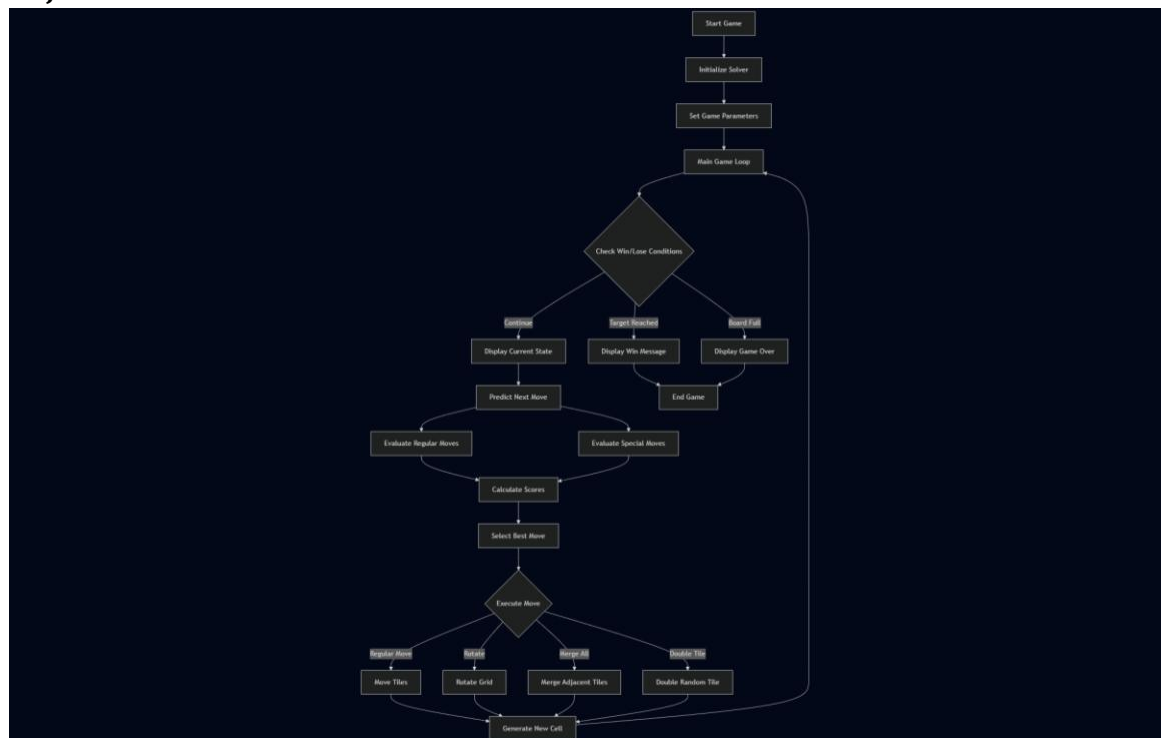 Start Game
Initialize Solver
Set Game Parameters
Main Game Loop
Check Win/Lose Conditions
Continue
Target Reached
Board Full
Display Current State
Display Win Message
Display Game Over
Predict Next Move
End Game
Evaluate Regular Moves
Evaluate Special Moves
Calculate Scores
Select Best Move
Execute Move
Regular Move
Rotate
Merge All
Double Tile
Move Tiles
Rotate Grid
Merge Adjacent Tiles
Double Random Tile
Generate New Cell